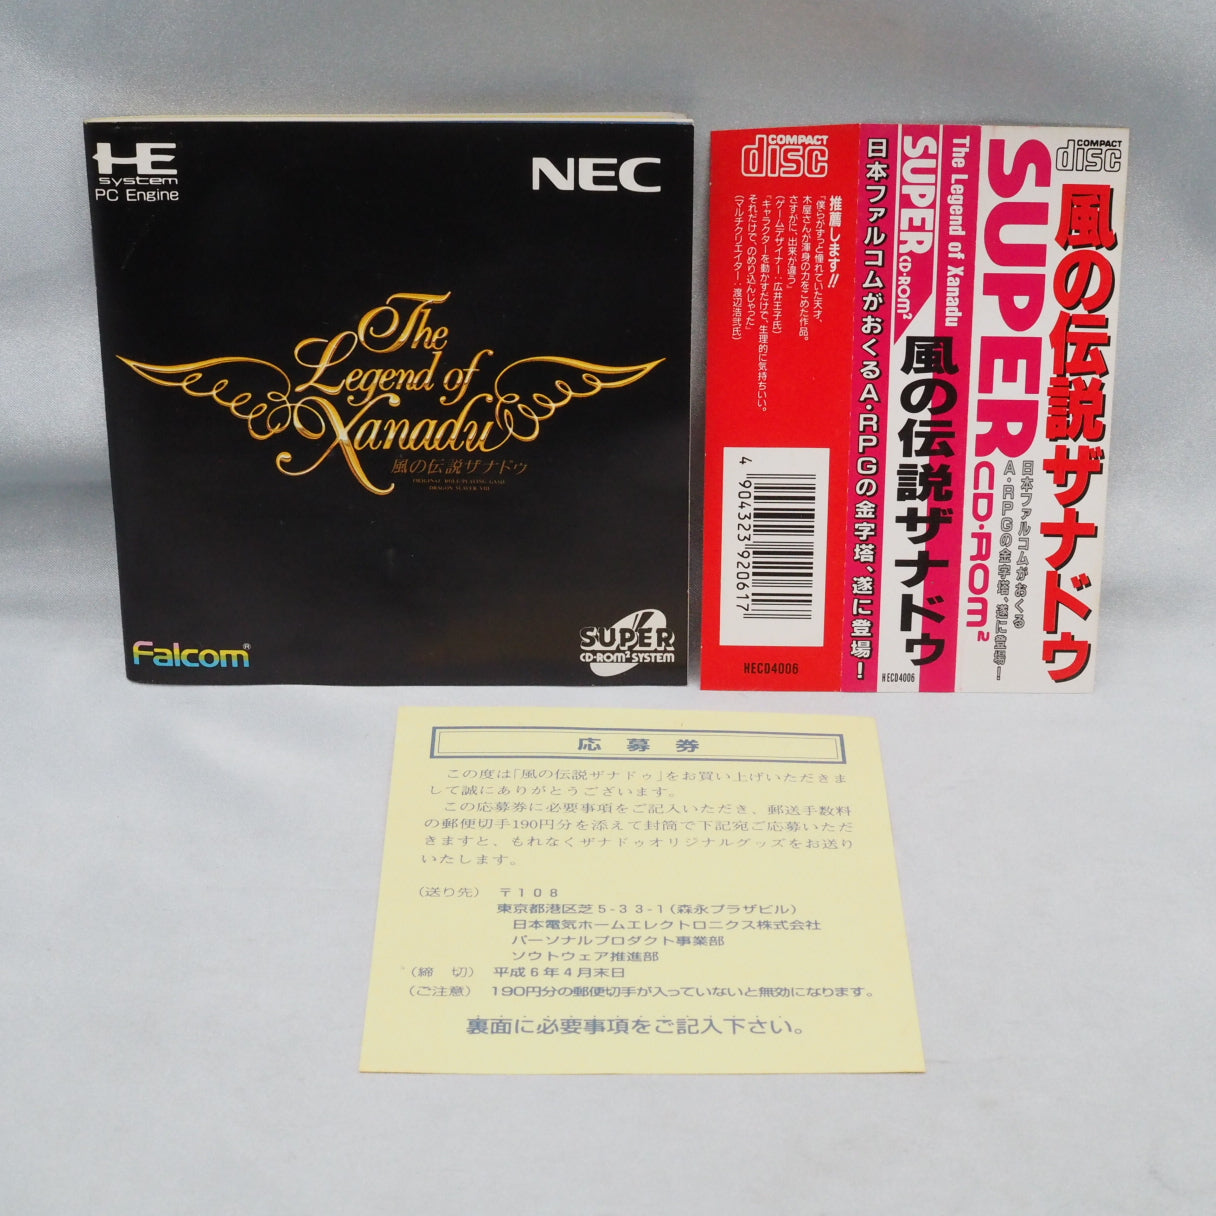 HE
system
PC Engine
NEC
The
Legend of
Xanadu
風の伝説ザナドゥ
ORIGINAL ROLE PLAYING GAME
DRAGON SLAYER VIII
Falcom®
SUPER
CD-ROM² SYSTEM
COMPACT
disc
推薦します!!
「僕らがずっと憧れていた天才、
木屋さんが渾身の力をこめた作品。
さすがに、出来が違う」
(ゲームデザイナー:広井王子氏)
「キャラクターを動かすだけで、生理的に気持ちいい。
それだけで、のめり込んじゃった」
(マルチクリエイター:渡辺浩弐氏)
4 904323 920617
HECD4006
日本ファルコムがおくるA・RPGの金字塔、遂に登場!
SUPER CD-ROM²
風の伝説ザナドゥ
HECD4006
The Legend of Xanadu
SUPER CD-ROM²
COMPACT
disc
風の伝説ザナドゥ
日本ファルコムがおくる
A・RPGの金字塔、遂に登場!
応募券
この度は「風の伝説ザナドゥ」をお買い上げいただきま
して誠にありがとうございます。
この応募券に必要事項をご記入いただき、郵送手数料
の郵便切手190円分を添えて封筒で下記宛ご応募いただ
きますと、もれなくザナドゥオリジナルグッズをお送り
いたします。
(送り先) 〒108
東京都港区芝5-33-1(森永プラザビル)
日本電気ホームエレクトロニクス株式会社
パーソナルプロダクト事業部
ソウトウェア推進部
(締切) 平成6年4月末日
(ご注意) 190円分の郵便切手が入っていないと無効になります。
裏面に必要事項をご記入下さい。